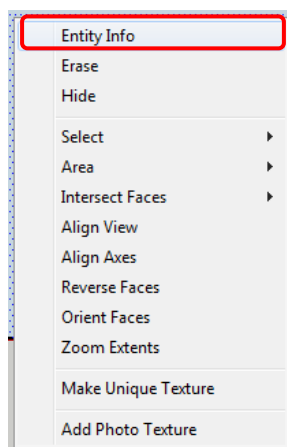 Entity Info
Erase
Hide
Select
Area
Intersect Faces
Align View
Align Axes
Reverse Faces
Orient Faces
Zoom Extents
Make Unique Texture
Add Photo Texture